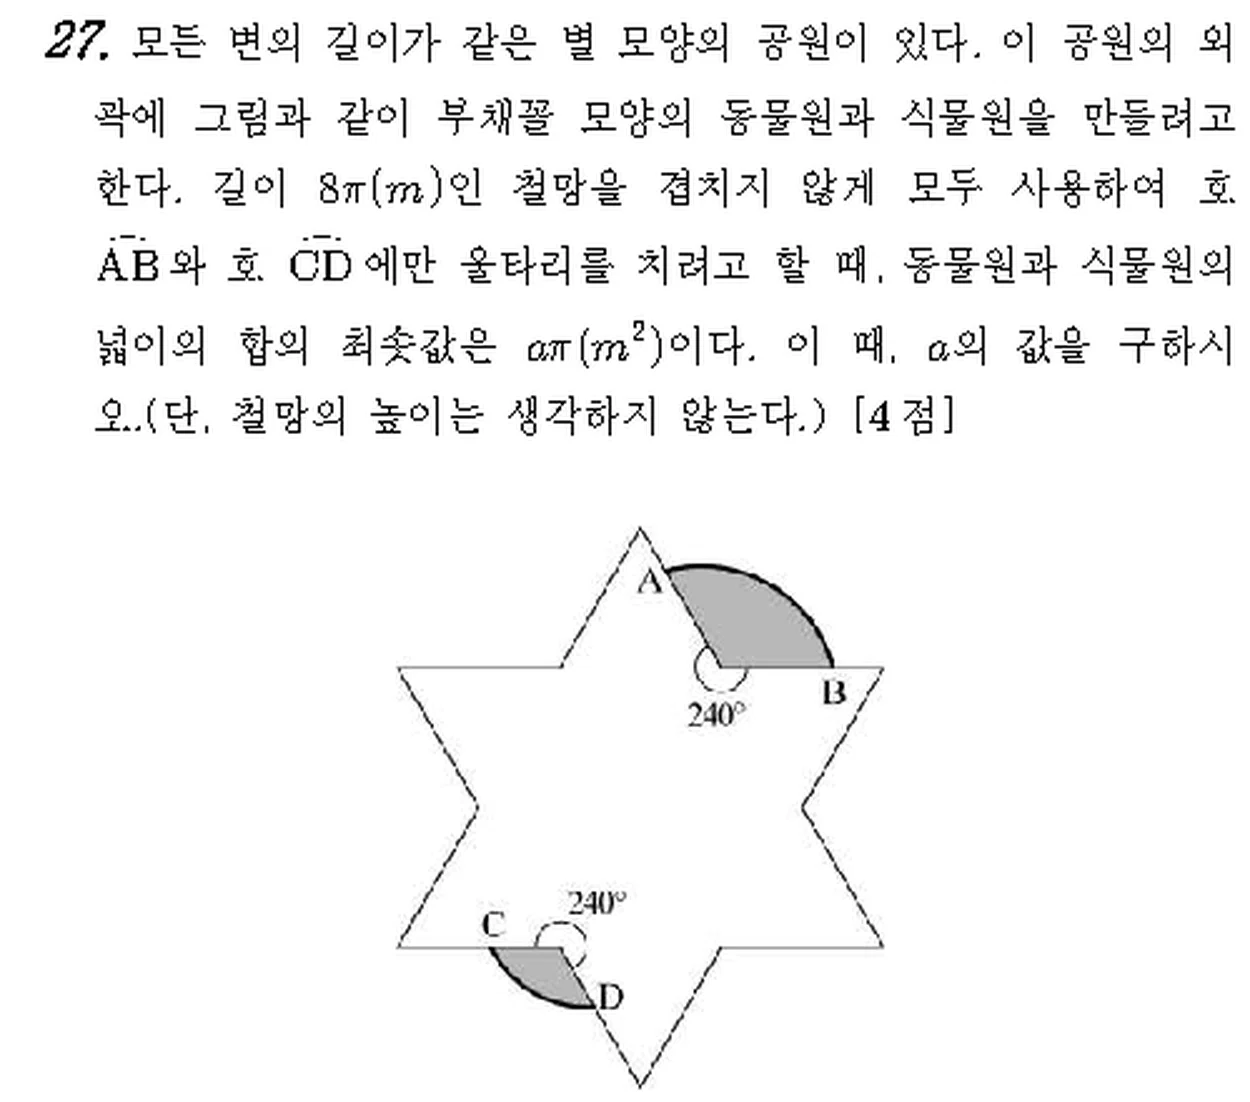 27. 모든 변의 길이가 같은 별 모양의 공원이 있다. 이 공원의 외
곽에 그림과 같이 부채꼴 모양의 동물원과 식물원을 만들려고
한다. 길이 8π(m)인 철망을 겹치지 않게 모두 사용하여 호
AB와 호 CD에만 울타리를 치려고 할 때, 동물원과 식물원의
넓이의 합의 최솟값은 aπ(m²)이다. 이 때, a의 값을 구하시
오.(단, 철망의 높이는 생각하지 않는다.) [4점]
A
B
240°
240°
C
D